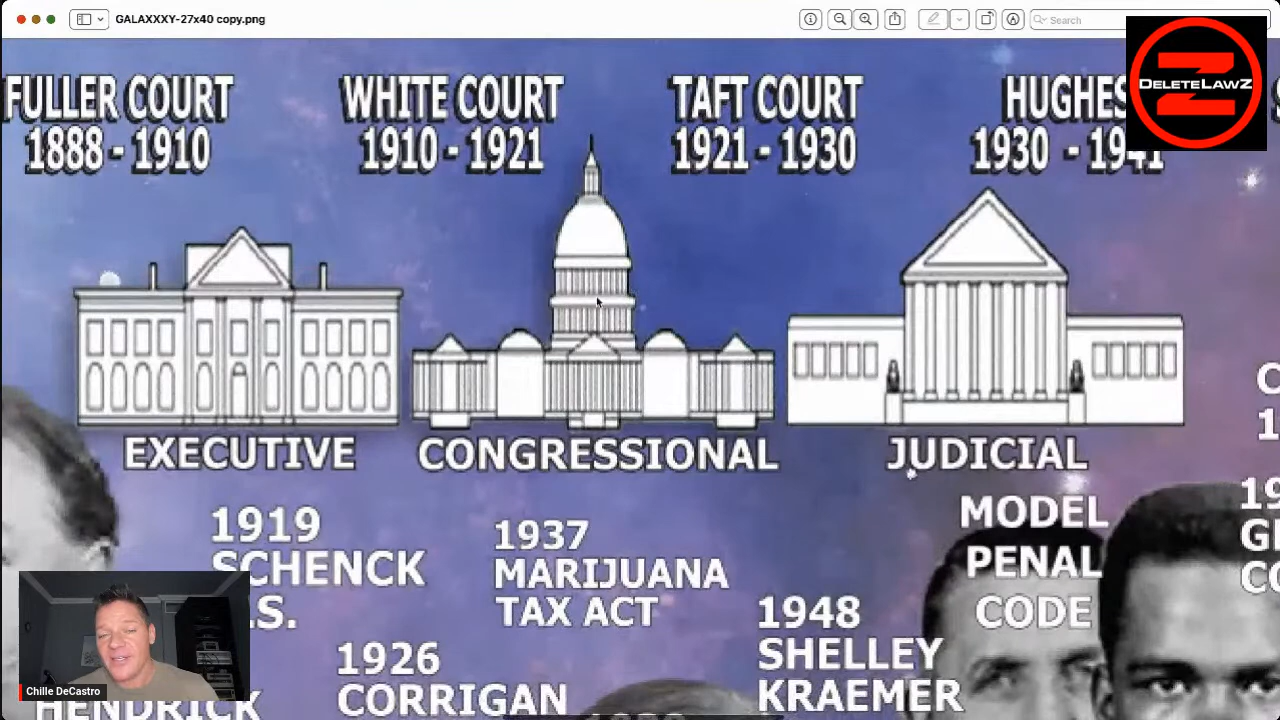 GALAXXXY-27x40 copy.png
Search
DELETELAWZ
FULLER COURT
1888 - 1910
WHITE COURT
1910 - 1921
TAFT COURT
1921 - 1930
HUGHES
1930 - 1941
EXECUTIVE
CONGRESSIONAL
JUDICIAL
1919
SCHENCK
.S.
1937
MARIJUANA
TAX ACT
MODEL
PENAL
CODE
1948
SHELLEY
KRAEMER
1926
CORRIGAN
HENDRICK
Chille DeCastro